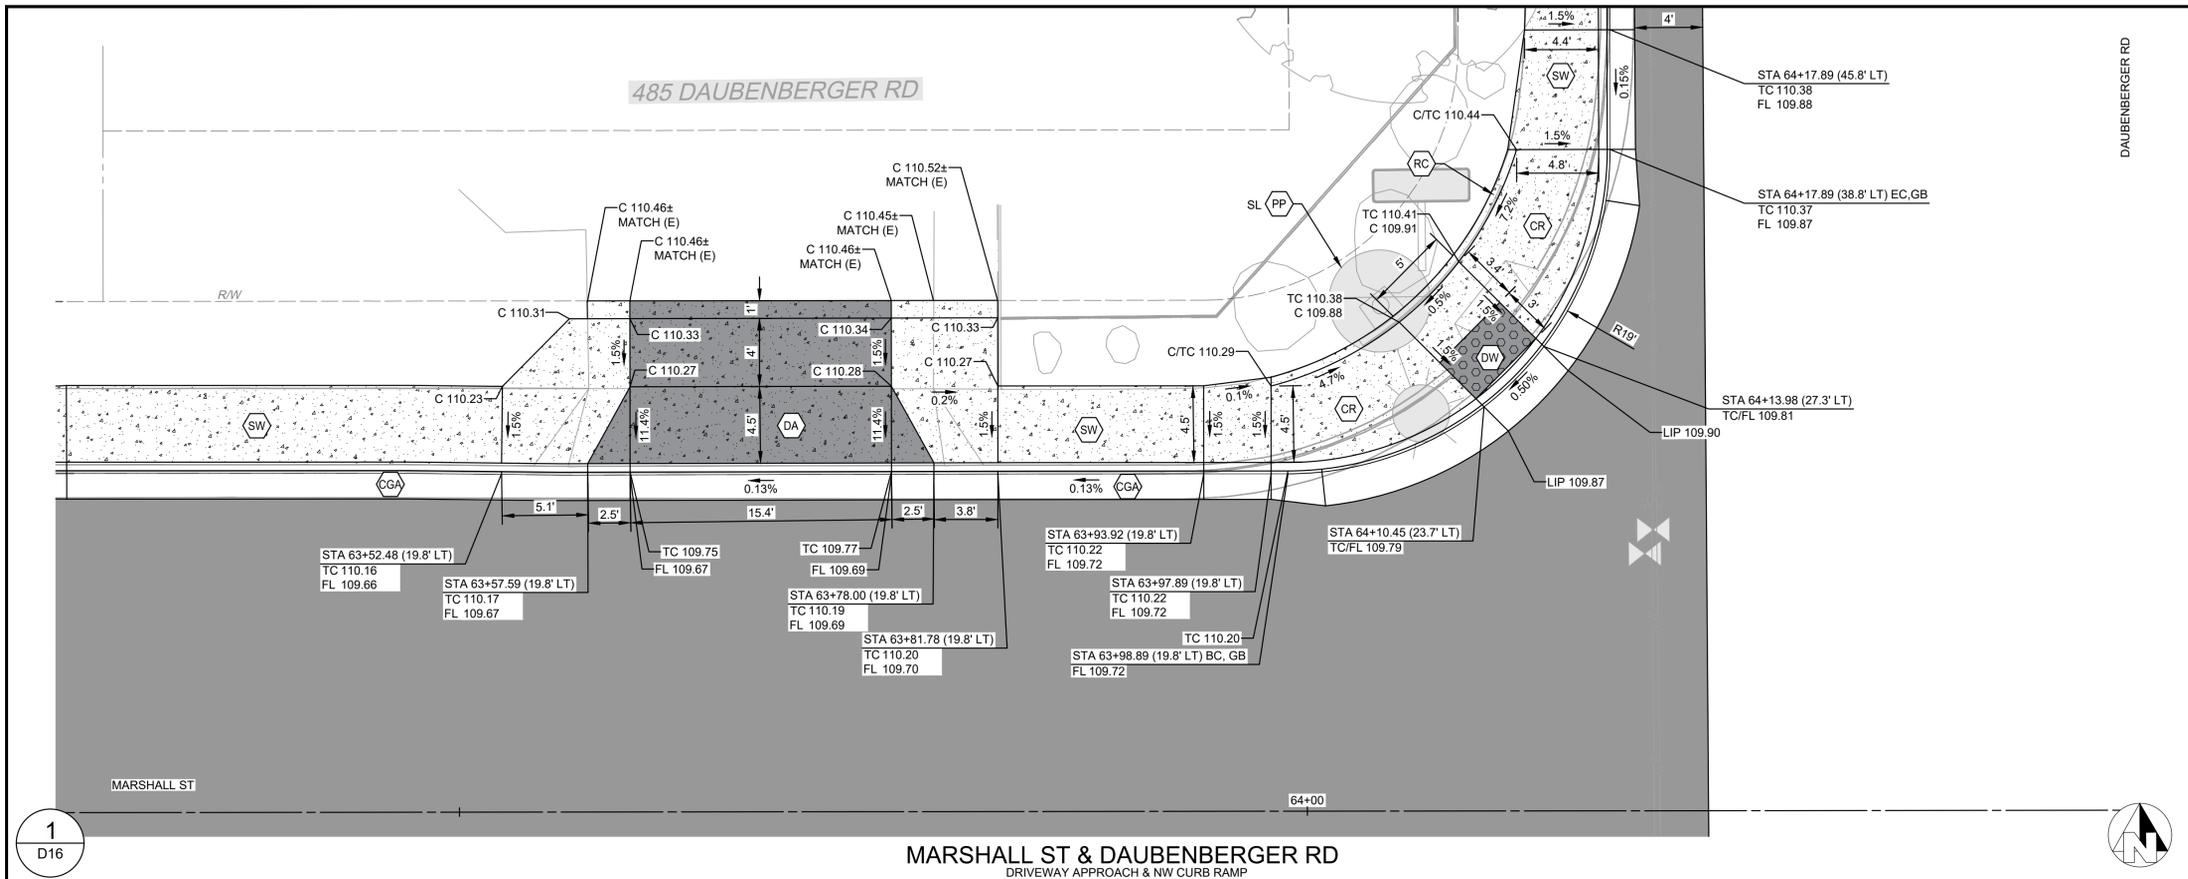 1.5%
4'
4.4'
DAUBENBERGER RD
485 DAUBENBERGER RD
SW
0.15%
STA 64+17.89 (45.8' LT)
TC 110.38
FL 109.88
C/TC 110.44
1.5%
4.8'
C 110.52±
MATCH (E)
RC
STA 64+17.89 (38.8' LT) EC,GB
TC 110.37
FL 109.87
SL
PP
7.2%
CR
C 110.46±
MATCH (E)
C 110.45±
MATCH (E)
TC 110.41
C 109.91
C 110.46±
MATCH (E)
C 110.46±
MATCH (E)
5'
3.4'
R/W
1'
TC 110.38
C 109.88
0.5%
1.5%
3'
C 110.31
C 110.33
C 110.34
C 110.33
R19'
1.5%
4'
1.5%
C/TC 110.29
1.5%
DW
C 110.27
C 110.28
C 110.27
4.7%
0.50%
C 110.23
0.2%
0.1%
STA 64+13.98 (27.3' LT)
TC/FL 109.81
SW
1.5%
11.4%
4.5'
DA
11.4%
1.5%
SW
4.5'
1.5%
1.5%
4.5'
CR
LIP 109.90
CGA
0.13%
0.13%
CGA
LIP 109.87
5.1'
2.5'
15.4'
2.5'
3.8'
STA 63+52.48 (19.8' LT)
TC 110.16
FL 109.66
TC 109.75
FL 109.67
TC 109.77
FL 109.69
STA 63+93.92 (19.8' LT)
TC 110.22
FL 109.72
STA 64+10.45 (23.7' LT)
TC/FL 109.79
STA 63+57.59 (19.8' LT)
TC 110.17
FL 109.67
STA 63+78.00 (19.8' LT)
TC 110.19
FL 109.69
STA 63+97.89 (19.8' LT)
TC 110.22
FL 109.72
STA 63+81.78 (19.8' LT)
TC 110.20
FL 109.70
TC 110.20
STA 63+98.89 (19.8' LT) BC, GB
FL 109.72
MARSHALL ST
64+00
1
D16
MARSHALL ST & DAUBENBERGER RD
DRIVEWAY APPROACH & NW CURB RAMP
N